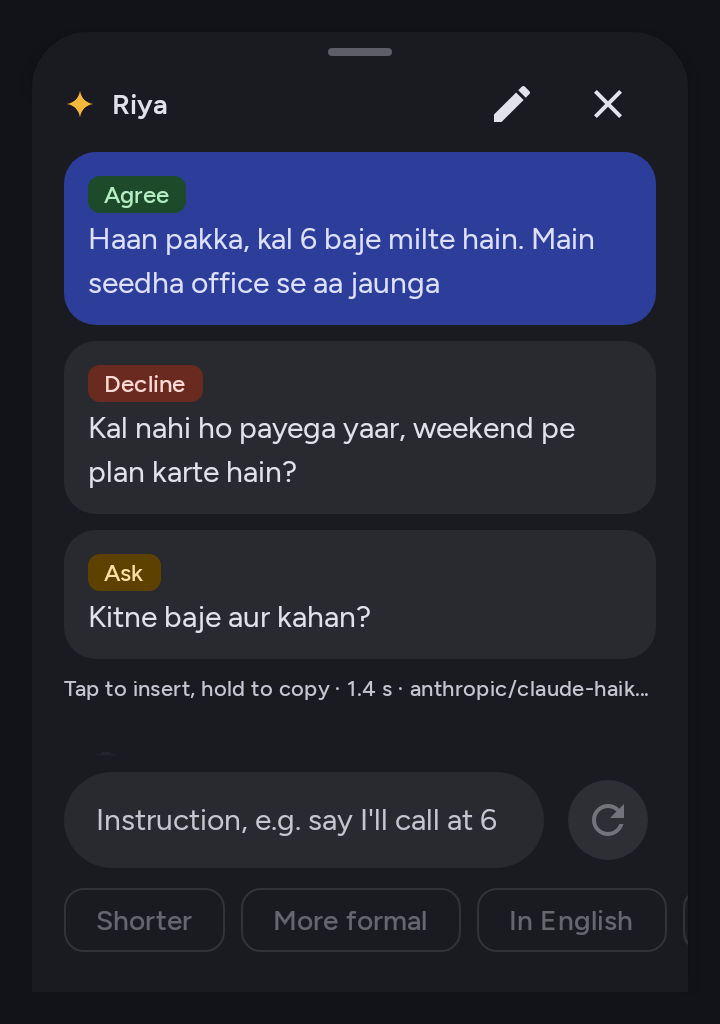 Riya
Agree
Haan pakka, kal 6 baje milte hain. Main
seedha office se aa jaunga
Decline
Kal nahi ho payega yaar, weekend pe
plan karte hain?
Ask
Kitne baje aur kahan?
Tap to insert, hold to copy · 1.4 s · anthropic/claude-haik...
Instruction, e.g. say I'll call at 6
Shorter
More formal
In English